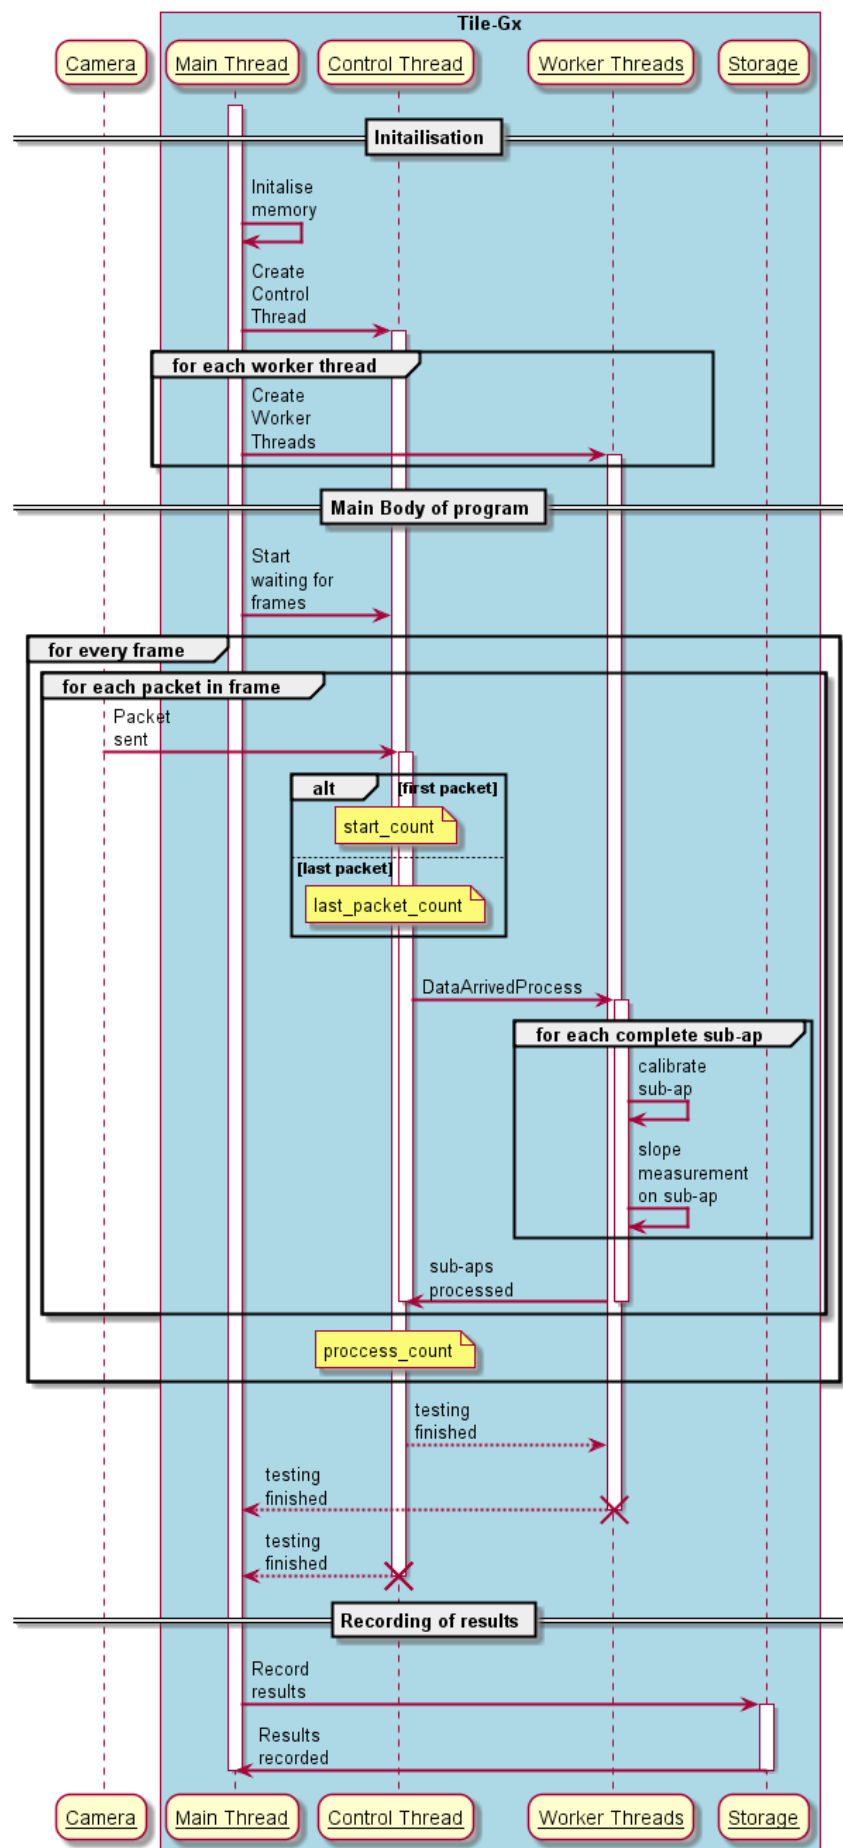 Tile-Gx
Camera
Main Thread
Control Thread
Worker Threads
Storage
Initailisation
Initalise
memory
Create
Control
Thread
for each worker thread
Create
Worker
Threads
Main Body of program
Start
waiting for
frames
for every frame
for each packet in frame
Packet
sent
alt
[first packet]
start_count
[last packet]
last_packet_count
DataArrivedProcess
for each complete sub-ap
calibrate
sub-ap
slope
measurement
on sub-ap
sub-aps
processed
proccess_count
testing
finished
testing
finished
testing
finished
Recording of results
Record
results
Results
recorded
Camera
Main Thread
Control Thread
Worker Threads
Storage